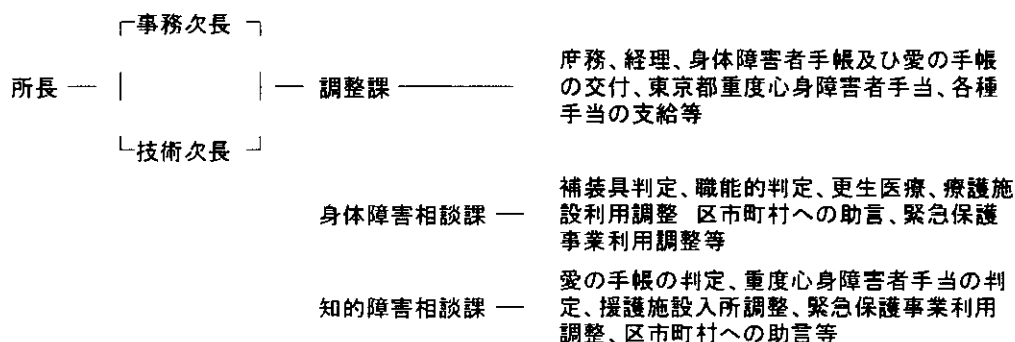 事務次長
所長
調整課
庶務、経理、身体障害者手帳及び愛の手帳
の交付、東京都重度心身障害者手当、各種
手当の支給等
技術次長
身体障害相談課
補装具判定、職能的判定、更生医療、療護施
設利用調整 区市町村への助言、緊急保護
事業利用調整等
知的障害相談課
愛の手帳の判定、重度心身障害者手当の判
定、援護施設入所調整、緊急保護事業利用
調整、区市町村への助言等